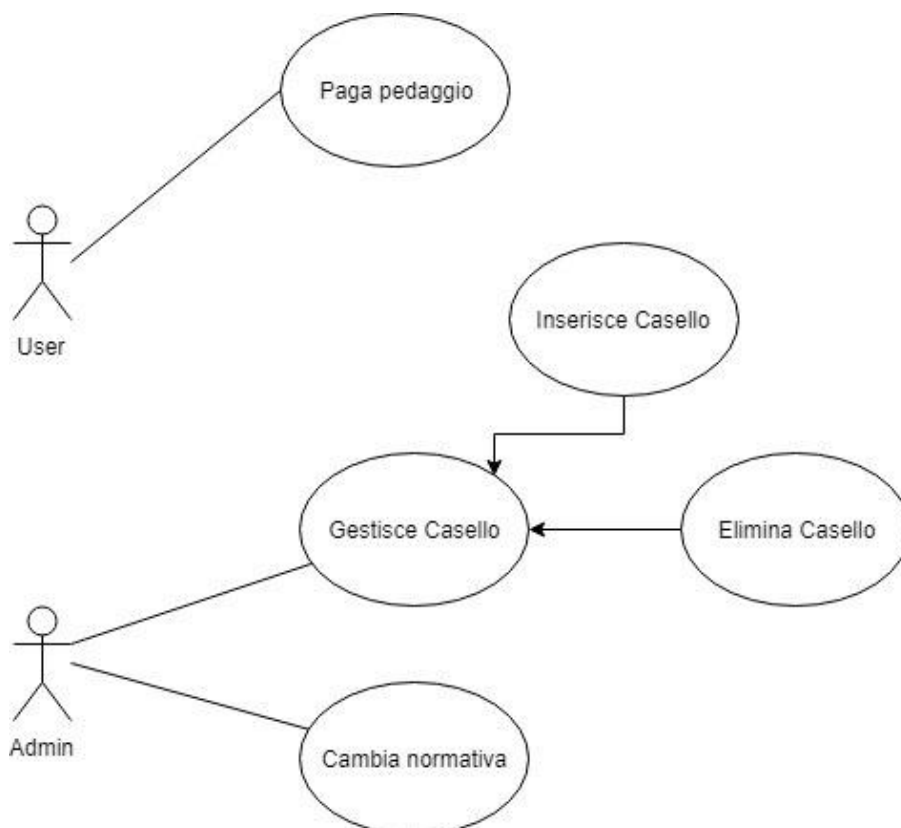 Paga pedaggio
User
Inserisce Casello
Gestisce Casello
Elimina Casello
Admin
Cambia normativa